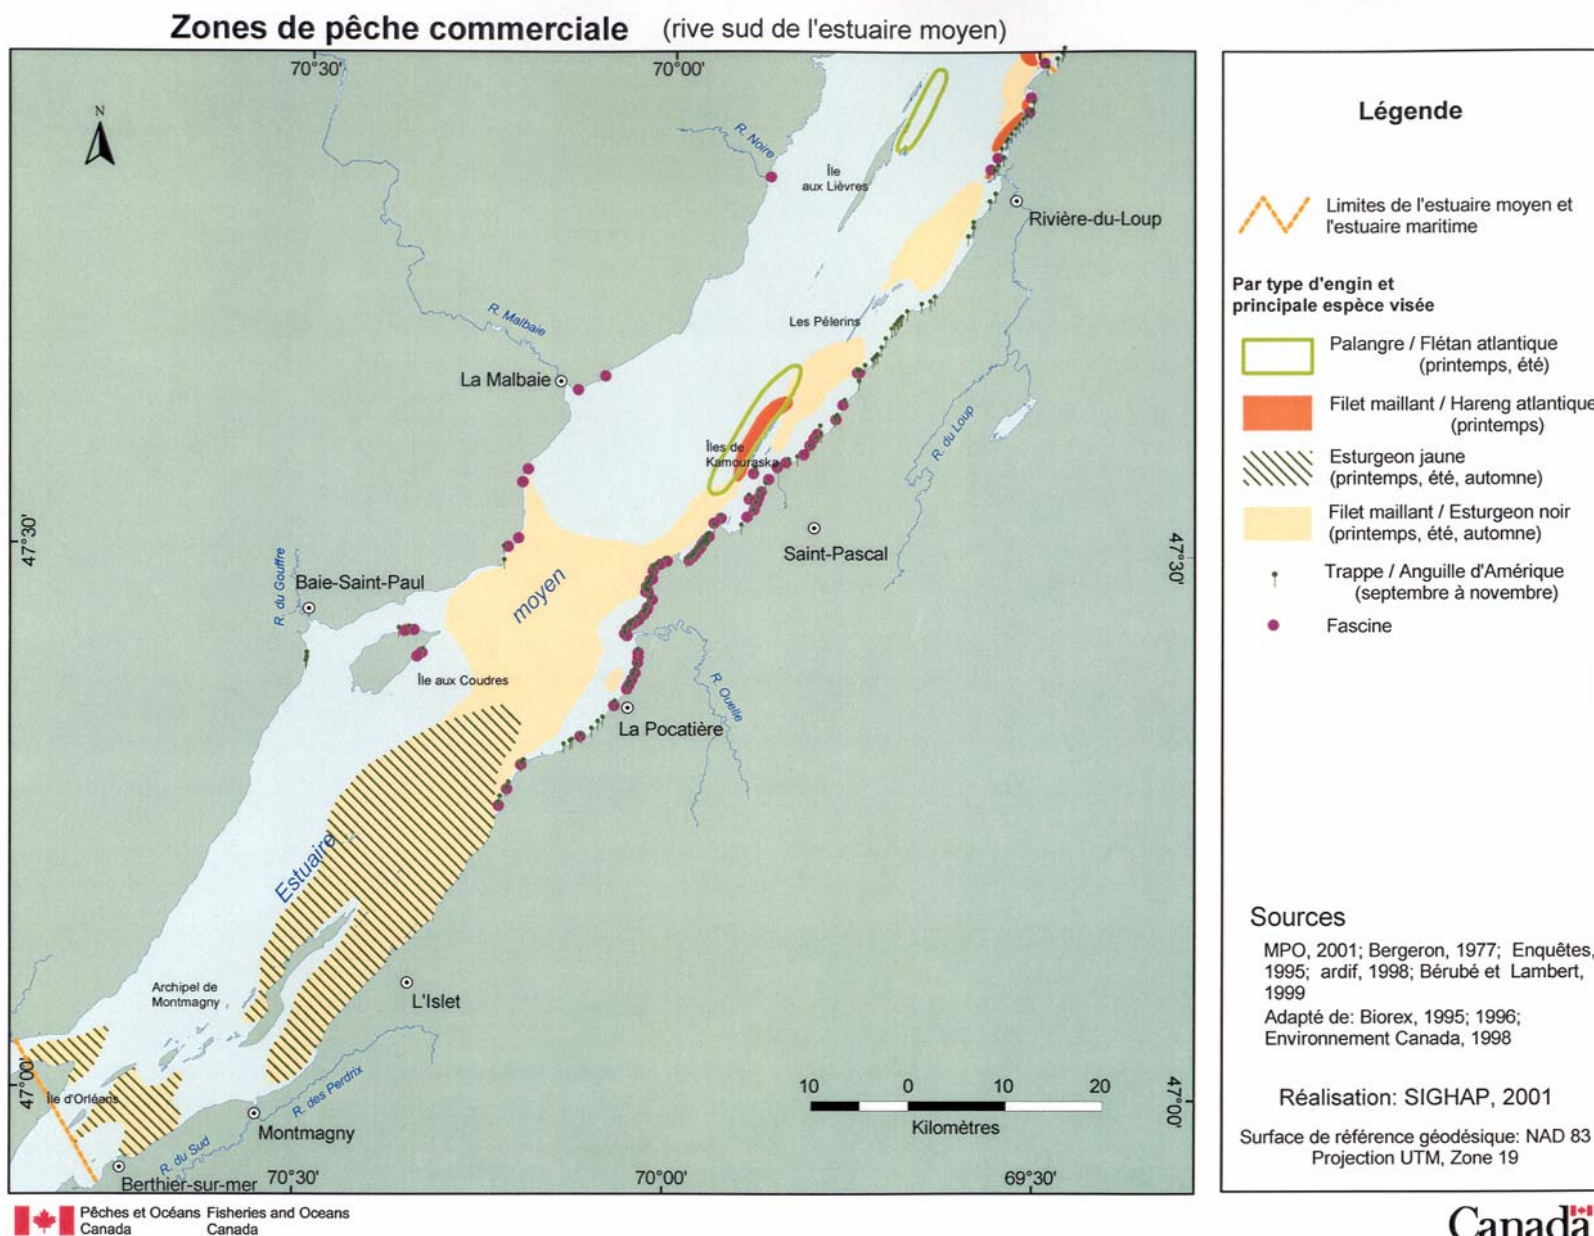 Zones de pêche commerciale (rive sud de l'estuaire moyen)
70°30'
70°00'
N
R. Noire
Île
aux Lièvres
Rivière-du-Loup
R. Malbaie
Les Pélerins
La Malbaie
Îles de
Kamouraska
R. du Loup
47°30'
47°30'
Saint-Pascal
R. du Gouffre
Baie-Saint-Paul
moyen
Île aux Coudres
R. Ouelle
La Pocatière
Estuaire
Archipel de
Montmagny
L'Islet
47°00'
47°00'
Île d'Orléans
R. des Perdrix
Montmagny
R. du Sud
Berthier-sur-mer
10 0 10 20
Kilomètres
70°30'
70°00'
69°30'
Légende
Limites de l'estuaire moyen et
l'estuaire maritime
Par type d'engin et
principale espèce visée
Palangre / Flétan atlantique
(printemps, été)
Filet maillant / Hareng atlantique
(printemps)
Esturgeon jaune
(printemps, été, automne)
Filet maillant / Esturgeon noir
(printemps, été, automne)
Trappe / Anguille d'Amérique
(septembre à novembre)
Fascine
Sources
MPO, 2001; Bergeron, 1977; Enquêtes,
1995; ardif, 1998; Bérubé et Lambert,
1999
Adapté de: Biorex, 1995; 1996;
Environnement Canada, 1998
Réalisation: SIGHAP, 2001
Surface de référence géodésique: NAD 83
Projection UTM, Zone 19
Pêches et Océans Fisheries and Oceans
Canada Canada
Canada